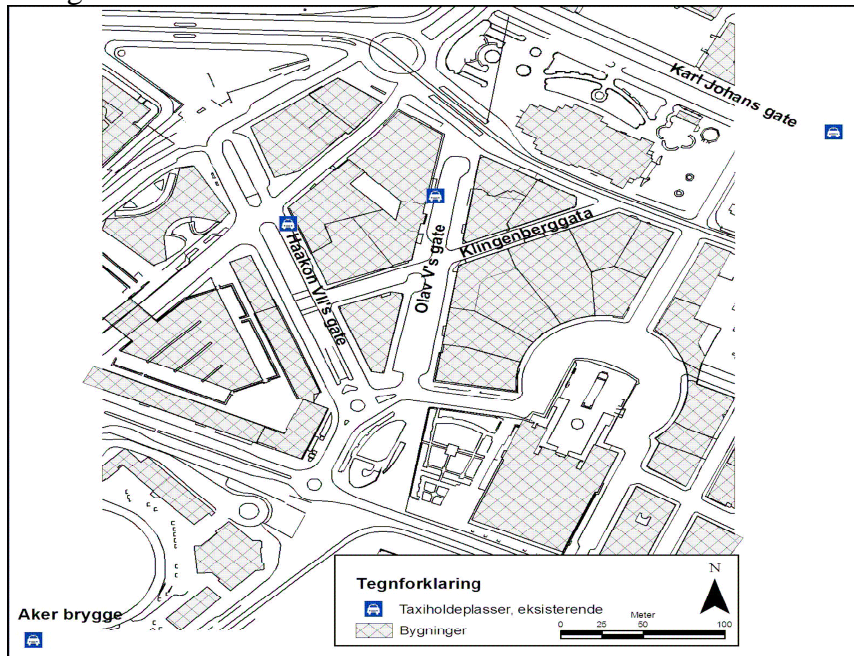 Karl Johans gate
Klingenberggata
Olav V's gate
Haakon VII's gate
Aker brygge
Tegnforklaring
Taxiholdeplasser, eksisterende
Bygninger
N
Meter
0 25 50 100